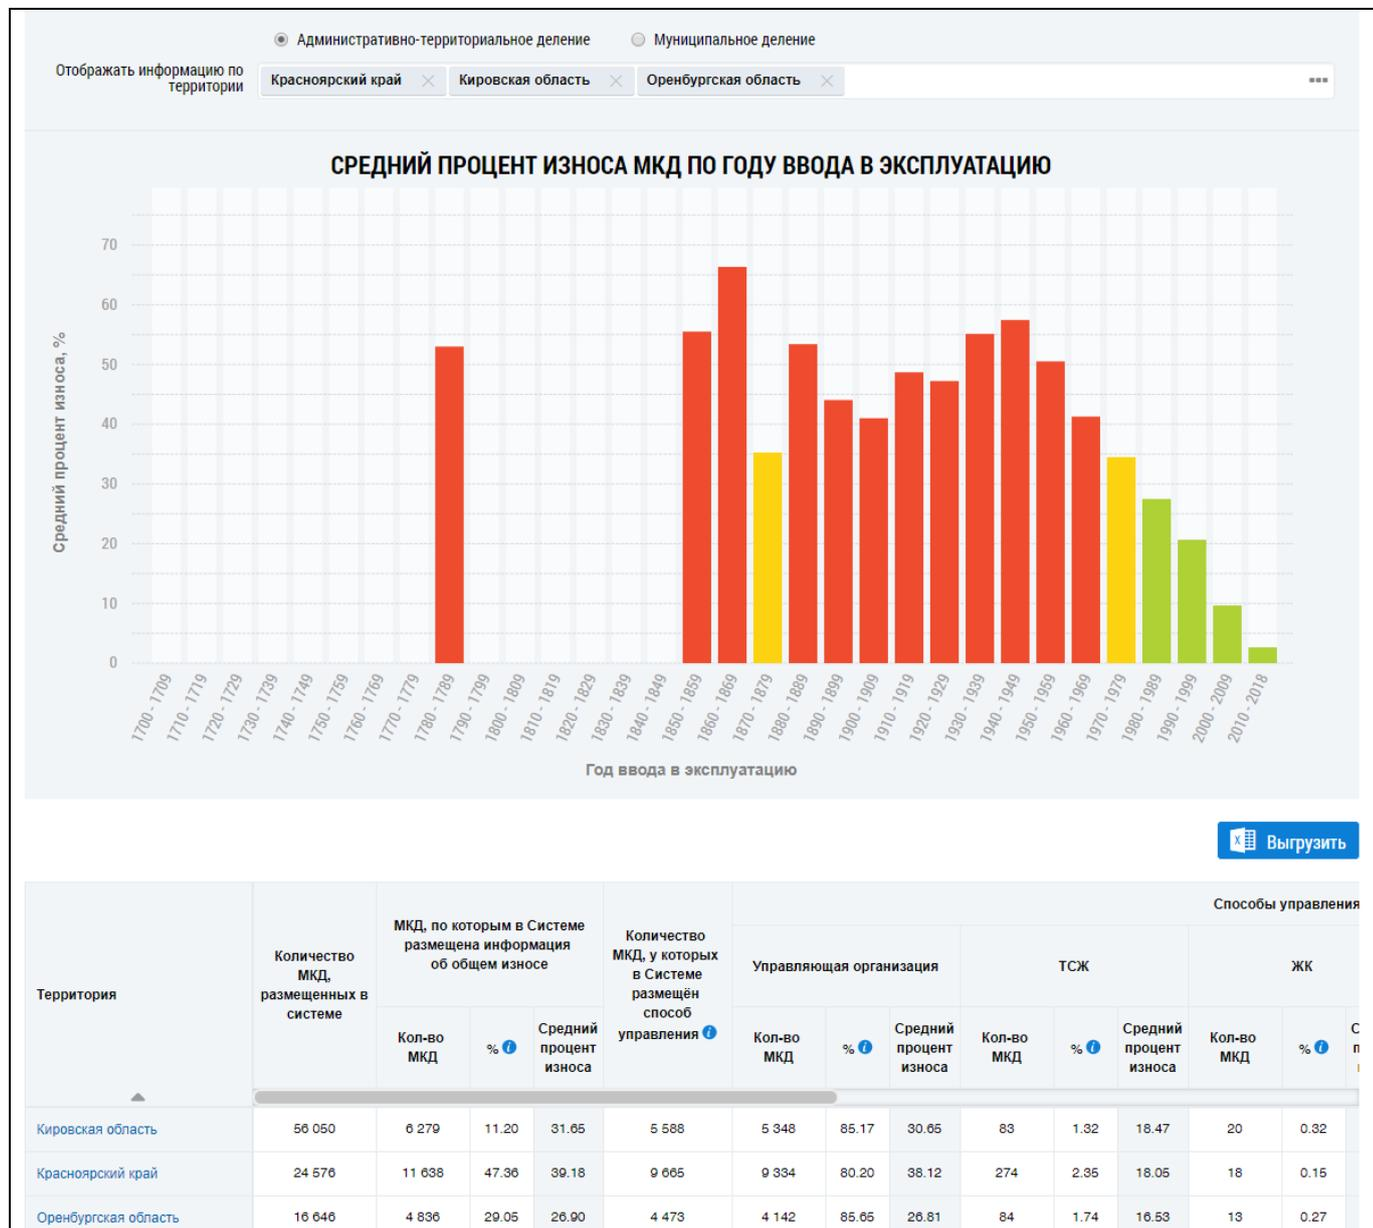 Административно-территориальное деление Муниципальное деление
Отображать информацию по
территории
Красноярский край Кировская область Оренбургская область
СРЕДНИЙ ПРОЦЕНТ ИЗНОСА МКД ПО ГОДУ ВВОДА В ЭКСПЛУАТАЦИЮ
Средний процент износа, %
70
60
50
40
30
20
10
0
1700 - 1709
1710 - 1719
1720 - 1729
1730 - 1739
1740 - 1749
1750 - 1759
1760 - 1769
1770 - 1779
1780 - 1789
1790 - 1799
1800 - 1809
1810 - 1819
1820 - 1829
1830 - 1839
1840 - 1849
1850 - 1859
1860 - 1869
1870 - 1879
1880 - 1889
1890 - 1899
1900 - 1909
1910 - 1919
1920 - 1929
1930 - 1939
1940 - 1949
1950 - 1959
1960 - 1969
1970 - 1979
1980 - 1989
1990 - 1999
2000 - 2009
2010 - 2018
Год ввода в эксплуатацию
Выгрузить
Территория
Количество
МКД,
размещенных в
системе
МКД, по которым в Системе
размещена информация
об общем износе
Кол-во
МКД
%
Средний
процент
износа
Количество
МКД, у которых
в Системе
размещён
способ
управления
Способы управления
Управляющая организация
Кол-во
МКД
%
Средний
процент
износа
ТСЖ
Кол-во
МКД
%
Средний
процент
износа
ЖК
Кол-во
МКД
%
Кировская область 56 050 6 279 11.20 31.65 5 588 5 348 85.17 30.65 83 1.32 18.47 20 0.32
Красноярский край 24 576 11 638 47.36 39.18 9 665 9 334 80.20 38.12 274 2.35 18.05 18 0.15
Оренбургская область 16 646 4 836 29.05 26.90 4 473 4 142 85.65 26.81 84 1.74 16.53 13 0.27